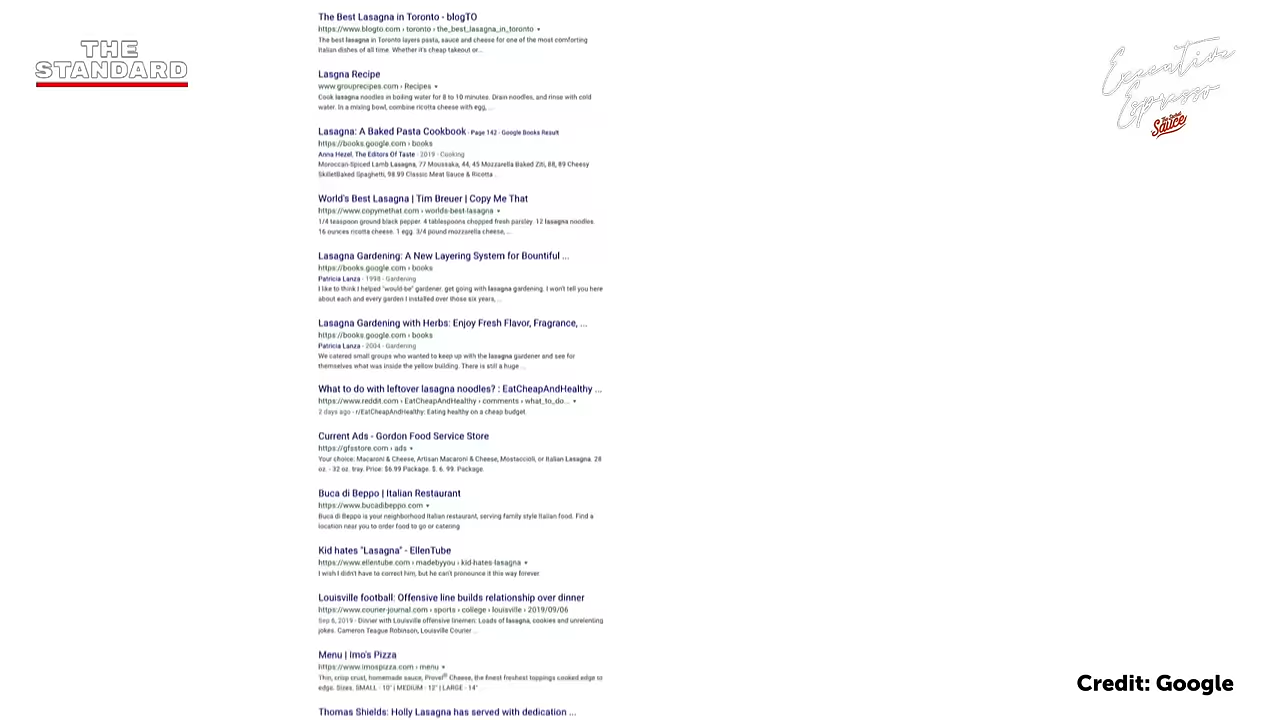 THE
STANDARD
Executive
Espresso
The Secret
Sauce
The Best Lasagna in Toronto - blogTO
https://www.blogto.com › toronto › the_best_lasagna_in_toronto
The best lasagna in Toronto layers pasta, sauce and cheese for one of the most comforting
Italian dishes of all time. Whether it's cheap takeout or...
Lasgna Recipe
www.grouprecipes.com › Recipes
Cook lasagna noodles in boiling water for 8 to 10 minutes. Drain noodles, and rinse with cold
water. In a mixing bowl, combine ricotta cheese with egg, ...
Lasagna: A Baked Pasta Cookbook - Page 142 - Google Books Result
https://books.google.com › books
Anna Hezel, The Editors Of Taste - 2019 - Cooking
Moroccan-Spiced Lamb Lasagna, 77 Moussaka, 44, 45 Mozzarella Baked Ziti, 88, 89 Cheesy
SkilletBaked Spaghetti, 98 99 Classic Meat Sauce & Ricotta ...
World's Best Lasagna | Tim Breuer | Copy Me That
https://www.copymethat.com › worlds-best-lasagna
1/4 teaspoon ground black pepper. 4 tablespoons chopped fresh parsley. 12 lasagna noodles.
16 ounces ricotta cheese. 1 egg. 3/4 pound mozzarella cheese, ...
Lasagna Gardening: A New Layering System for Bountiful ...
https://books.google.com › books
Patricia Lanza - 1998 - Gardening
I like to think I helped "would-be" gardener, get going with lasagna gardening. I won't tell you here
about each and every garden I installed over those six years, ...
Lasagna Gardening with Herbs: Enjoy Fresh Flavor, Fragrance, ...
https://books.google.com › books
Patricia Lanza - 2004 - Gardening
We catered small groups who wanted to keep up with the lasagna gardener and see for
themselves what was inside the yellow building. There is still a huge ...
What to do with leftover lasagna noodles? : EatCheapAndHealthy ...
https://www.reddit.com › EatCheapAndHealthy › comments › what_to_do...
2 days ago - r/EatCheapAndHealthy: Eating healthy on a cheap budget.
Current Ads - Gordon Food Service Store
https://gfsstore.com › ads
Your choice: Macaroni & Cheese, Artisan Macaroni & Cheese, Mostaccioli, or Italian Lasagna. 28
oz. - 32 oz. tray. Price: $6.99 Package. $. 6. 99. Package.
Buca di Beppo | Italian Restaurant
https://www.bucadibeppo.com
Buca di Beppo is your neighborhood Italian restaurant, serving family style Italian food. Find a
location near you to order food to go or catering
Kid hates "Lasagna" - EllenTube
https://www.ellentube.com › madebyyou › kid-hates-lasagna
I wish I didn't have to correct him, but he can't pronounce it this way forever.
Louisville football: Offensive line builds relationship over dinner
https://www.courier-journal.com › sports › college › louisville › 2019/09/06
Sep 6, 2019 - Dinner with Louisville offensive linemen: Loads of lasagna, cookies and unrelenting
jokes. Cameron Teague Robinson, Louisville Courier ...
Menu | Imo's Pizza
https://www.imospizza.com › menu
Thin, crisp crust, homemade sauce, Provel® Cheese, the finest freshest toppings cooked edge to
edge. Sizes. SMALL - 10" | MEDIUM - 12" | LARGE - 14"
Thomas Shields: Holly Lasagna has served with dedication ...
Credit: Google